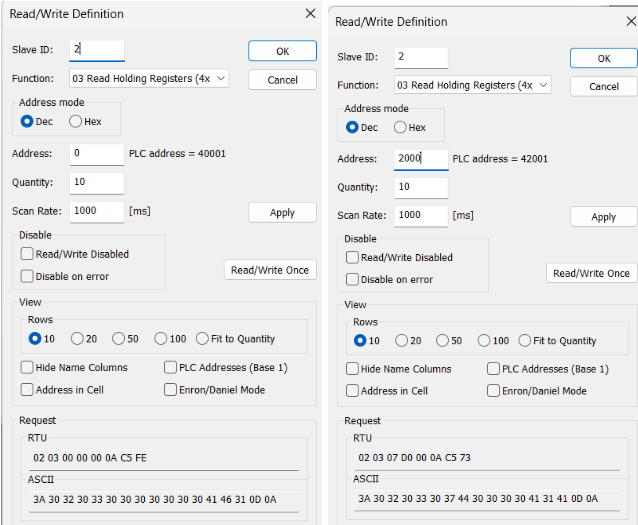 Read/Write Definition
Slave ID: 2
OK
Function: 03 Read Holding Registers (4x
Cancel
Address mode
Dec Hex
Address: 0 PLC address = 40001
Quantity: 10
Scan Rate: 1000 [ms]
Apply
Disable
Read/Write Disabled
Disable on error
Read/Write Once
View
Rows
10 20 50 100 Fit to Quantity
Hide Name Columns PLC Addresses (Base 1)
Address in Cell Enron/Daniel Mode
Request
RTU
02 03 00 00 00 0A C5 FE
ASCII
3A 30 32 30 33 30 30 30 30 30 30 30 41 46 31 0D 0A
Read/Write Definition
Slave ID: 2
OK
Function: 03 Read Holding Registers (4x
Cancel
Address mode
Dec Hex
Address: 2000 PLC address = 42001
Quantity: 10
Scan Rate: 1000 [ms]
Apply
Disable
Read/Write Disabled
Disable on error
Read/Write Once
View
Rows
10 20 50 100 Fit to Quantity
Hide Name Columns PLC Addresses (Base 1)
Address in Cell Enron/Daniel Mode
Request
RTU
02 03 07 D0 00 0A C5 73
ASCII
3A 30 32 30 33 30 37 44 30 30 30 30 41 31 41 0D 0A